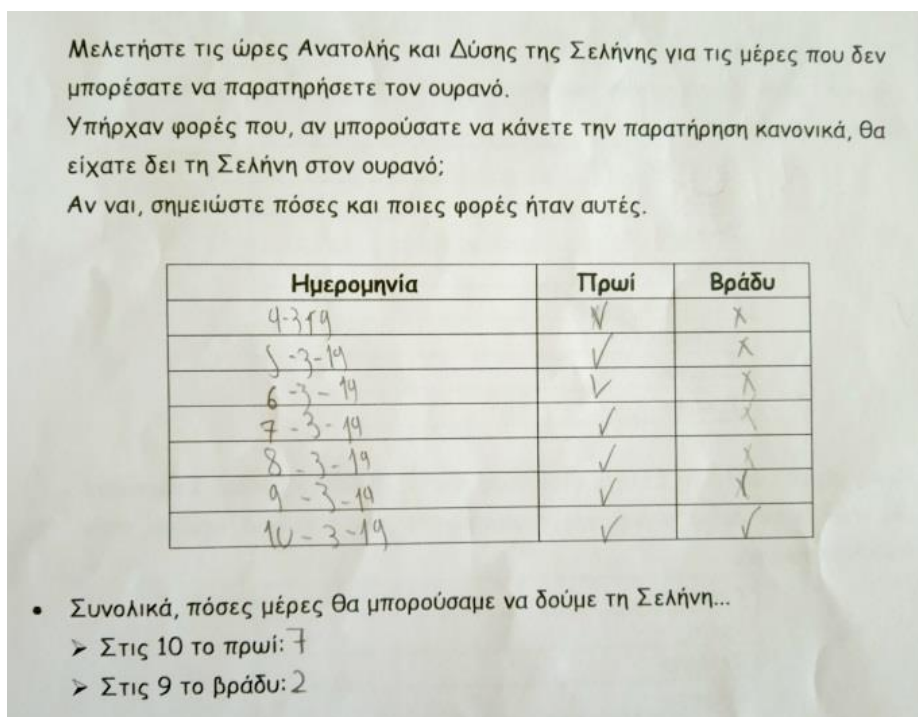 Μελετήστε τις ώρες Ανατολής και Δύσης της Σελήνης για τις μέρες που δεν
μπορέσατε να παρατηρήσετε τον ουρανό.
Υπήρχαν φορές που, αν μπορούσατε να κάνετε την παρατήρηση κανονικά, θα
είχατε δει τη Σελήνη στον ουρανό;
Αν ναι, σημειώστε πόσες και ποιες φορές ήταν αυτές.
Ημερομηνία Πρωί Βράδυ
4-3-19 ✓ x
5-3-19 ✓ x
6-3-19 ✓ x
7-3-19 ✓ x
8-3-19 ✓ x
9-3-19 ✓ x
10-3-19 ✓ ✓
• Συνολικά, πόσες μέρες θα μπορούσαμε να δούμε τη Σελήνη...
➢ Στις 10 το πρωί: 7
➢ Στις 9 το βράδυ: 2